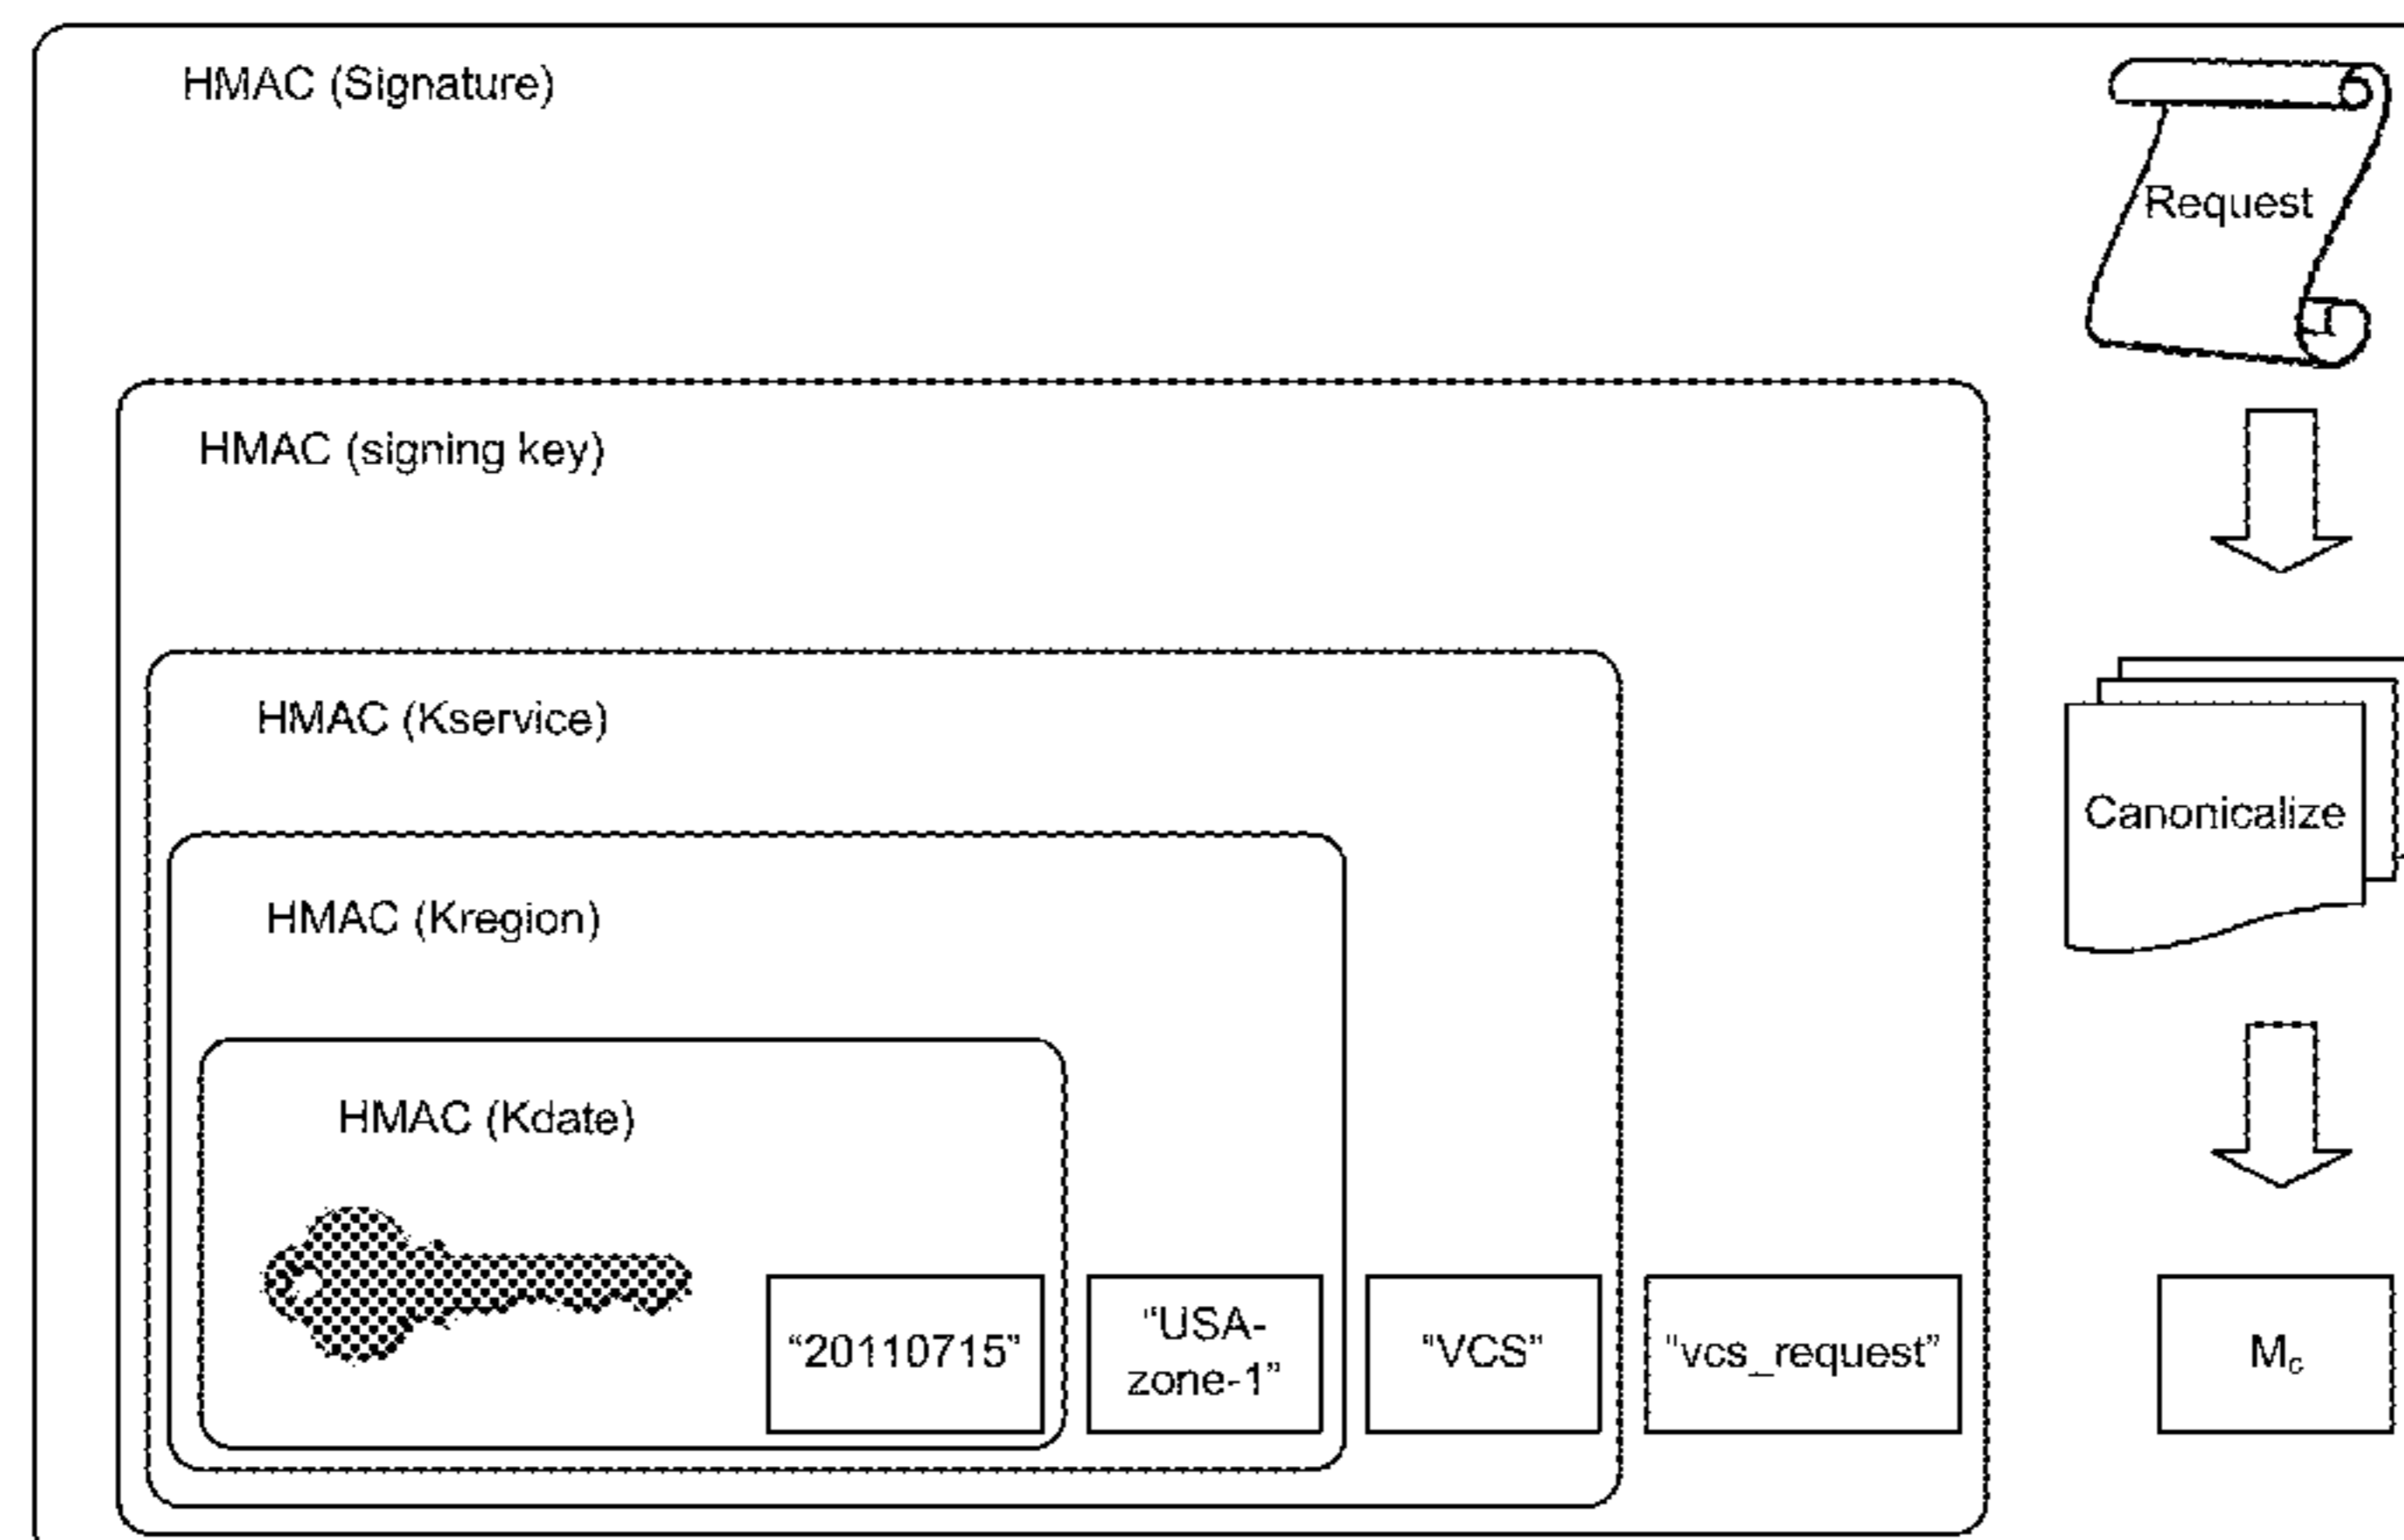 HMAC (Signature)
Request
HMAC (signing key)
HMAC (Kservice)
Canonicalize
HMAC (Kregion)
HMAC (Kdate)
“20110715”
“USA-
zone-1”
“VCS”
“vcs_request”
Mc